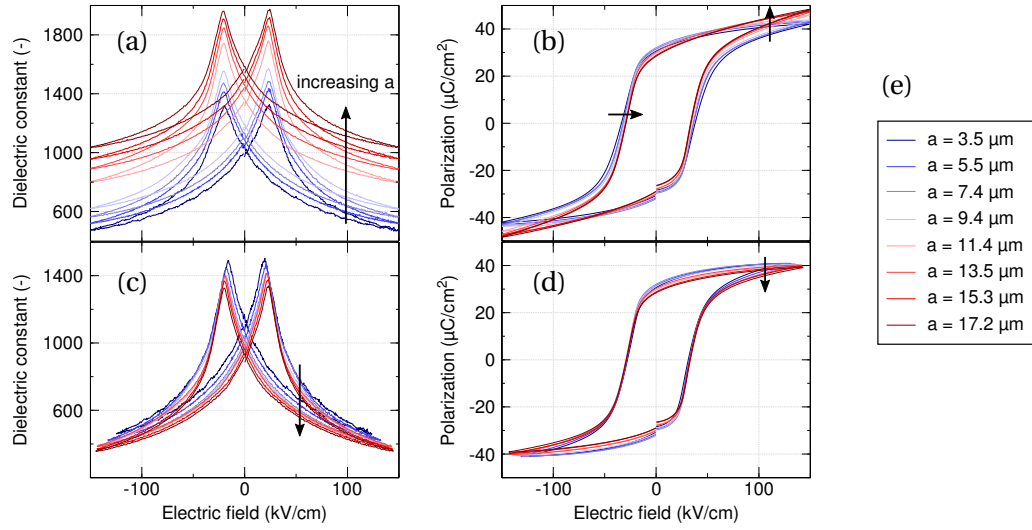 (a)
increasing a
1800
1400
1000
600
Dielectric constant (-)
(b)
40
20
0
-20
-40
Polarization (µC/cm²)
(c)
1400
1000
600
Dielectric constant (-)
-100
0
100
Electric field (kV/cm)
(d)
40
20
0
-20
-40
Polarization (µC/cm²)
-100
0
100
Electric field (kV/cm)
(e)
a = 3.5 µm
a = 5.5 µm
a = 7.4 µm
a = 9.4 µm
a = 11.4 µm
a = 13.5 µm
a = 15.3 µm
a = 17.2 µm